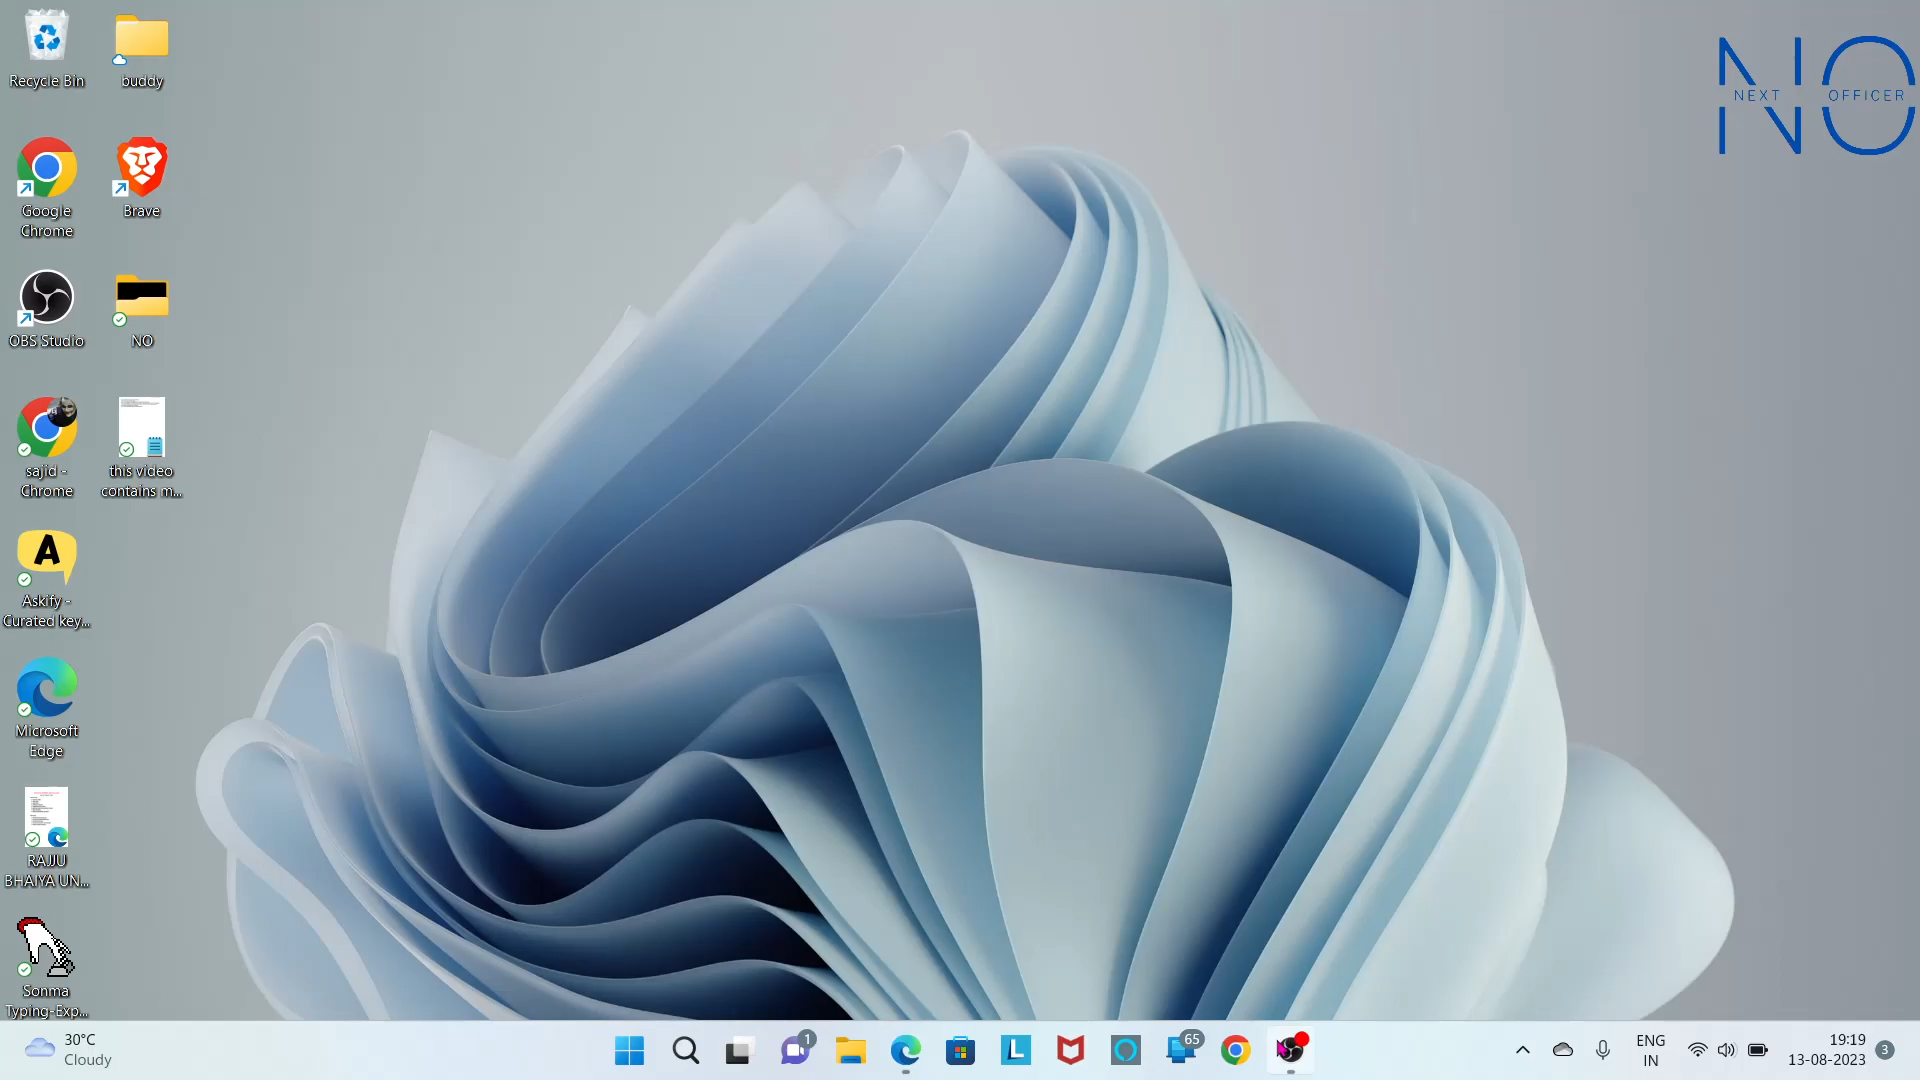 Recycle Bin
buddy
Google
Chrome
Brave
OBS Studio
NO
sajid -
Chrome
this video
contains m...
Askify -
Curated key...
Microsoft
Edge
RAJJU
BHAIYA UN...
Sonma
Typing-Exp...
NEXT OFFICER
30°C
Cloudy
1
65
ENG
IN
19:19
13-08-2023
3